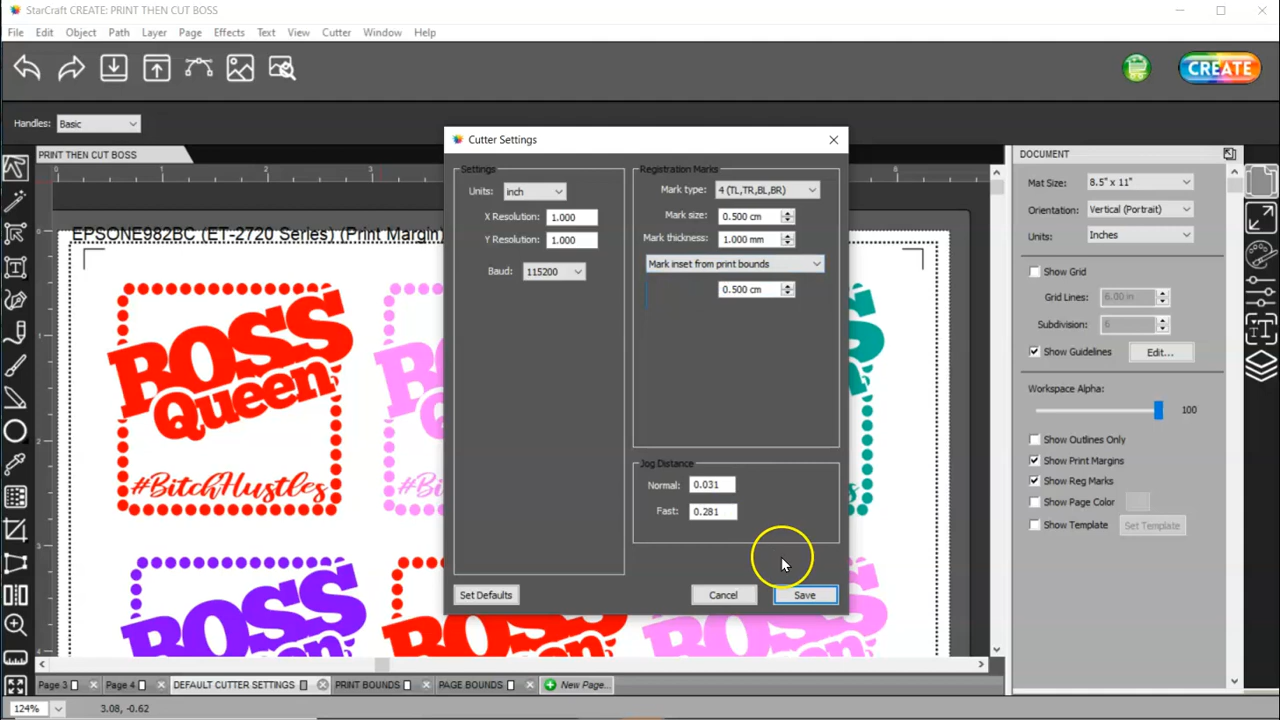 StarCraft CREATE: PRINT THEN CUT BOSS
File Edit Object Path Layer Page Effects Text View Cutter Window Help
CREATE
Handles: Basic
PRINT THEN CUT BOSS
0 1 2 3
EPSONE982BC (ET-2720 Series) (Print Margin)
BOSS
Queen
#BitchHustles
BOSS
BOSS
Cutter Settings
Settings
Units: inch
X Resolution: 1.000
Y Resolution: 1.000
Baud: 115200
Registration Marks
Mark type: 4 (TL,TR,BL,BR)
Mark size: 0.500 cm
Mark thickness: 1.000 mm
Mark inset from print bounds
0.500 cm
Jog Distance
Normal: 0.031
Fast: 0.281
Set Defaults Cancel Save
DOCUMENT
Mat Size: 8.5" x 11"
Orientation: Vertical (Portrait)
Units: Inches
Show Grid
Grid Lines: 6.00 in
Subdivision: 6
Show Guidelines Edit...
Workspace Alpha:
100
Show Outlines Only
Show Print Margins
Show Reg Marks
Show Page Color
Show Template Set Template
Page 3 Page 4 DEFAULT CUTTER SETTINGS PRINT BOUNDS PAGE BOUNDS New Page...
124% 3.08, -0.62